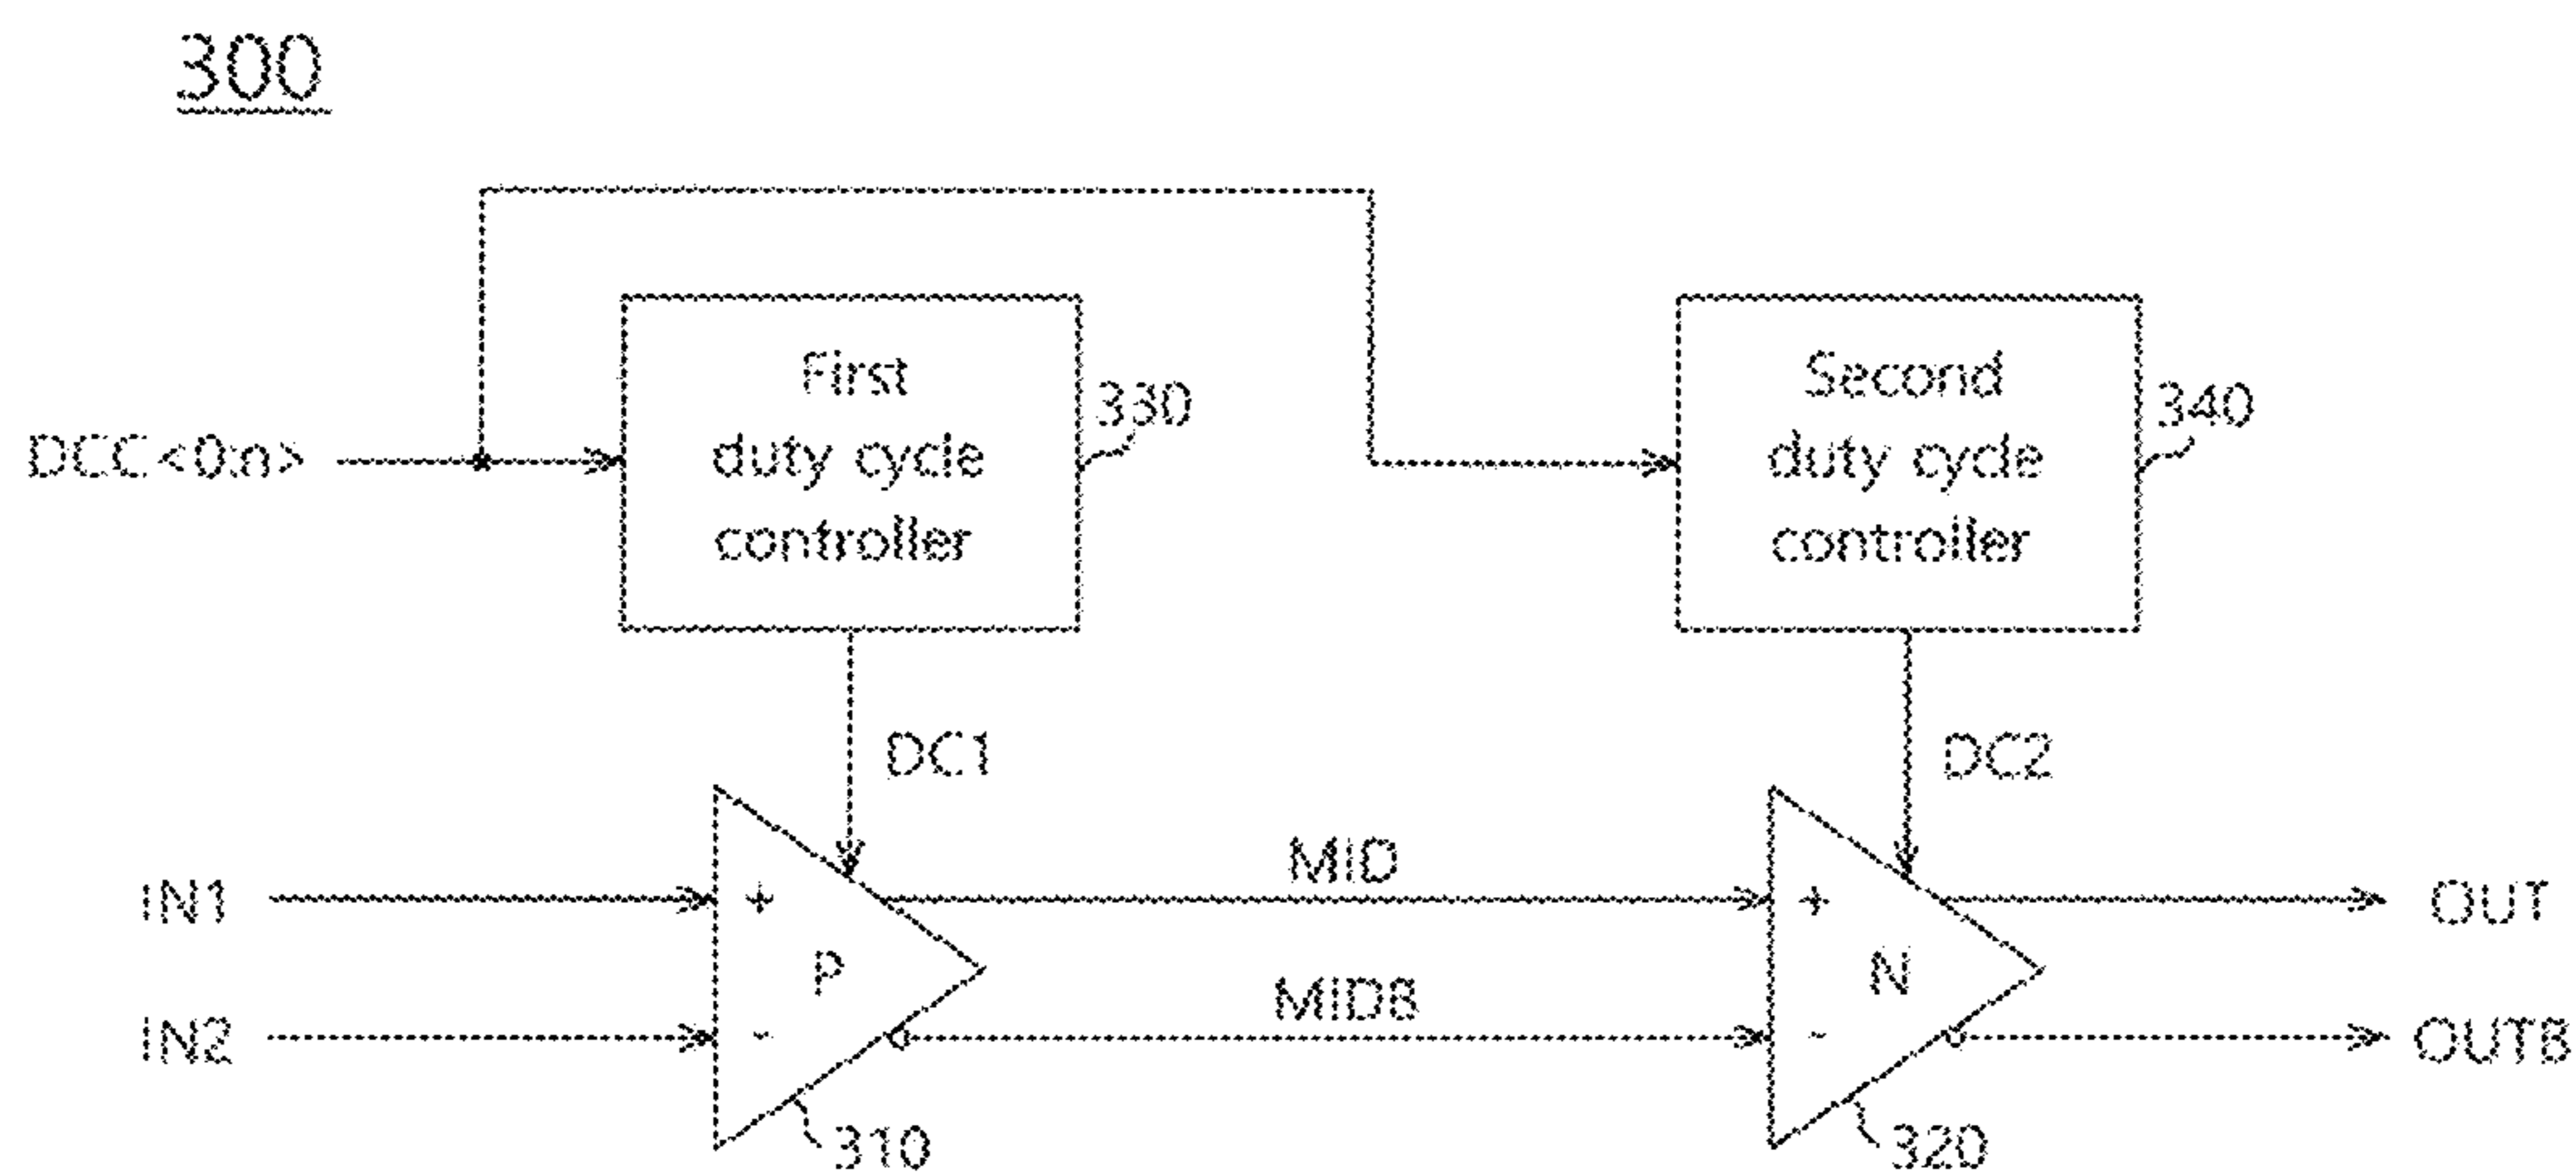 300
First
duty cycle
controller
330
Second
duty cycle
controller
340
DCC<0:n>
DC1
DC2
IN1
+
MID
+
OUT
P
N
IN2
-
MIDB
-
OUTB
310
320